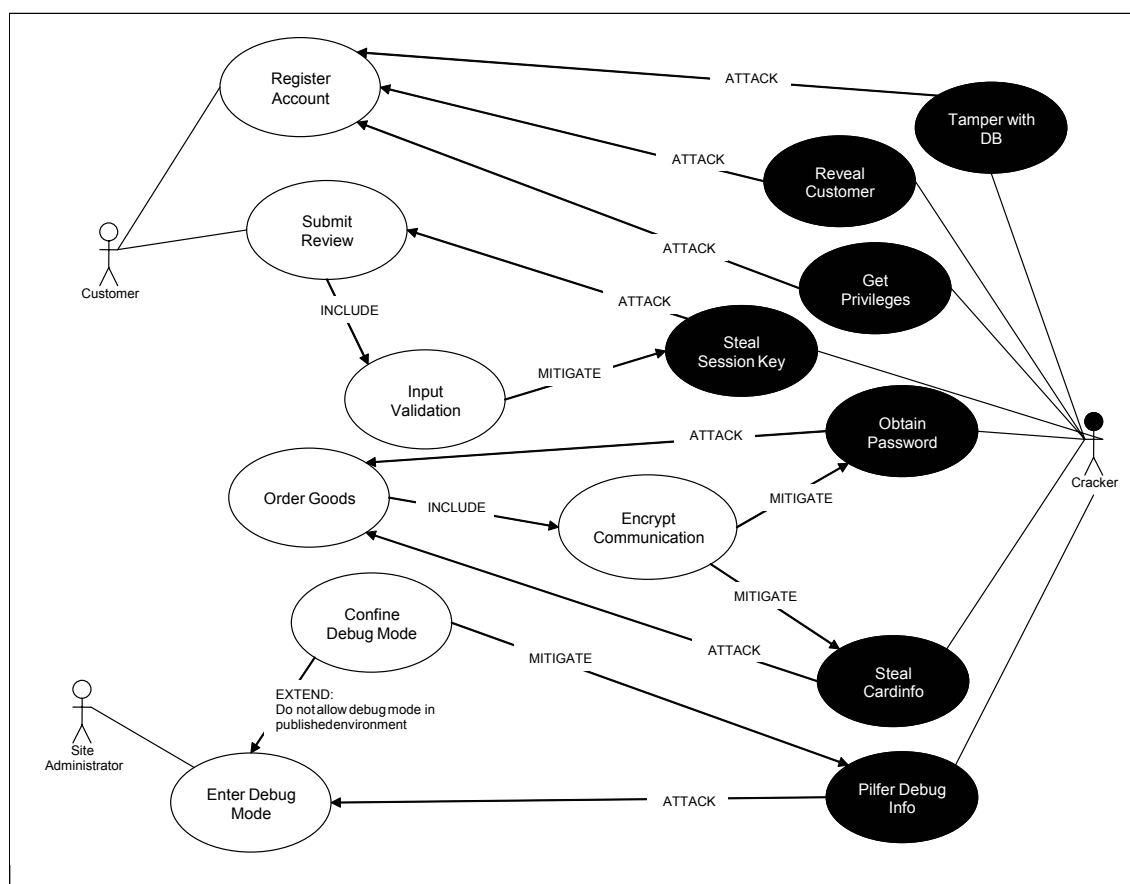 Register
Account
ATTACK
Tamper with
DB
ATTACK
Reveal
Customer
Submit
Review
Customer
ATTACK
Get
Privileges
ATTACK
INCLUDE
Steal
Session Key
MITIGATE
Input
Validation
Obtain
Password
ATTACK
Cracker
Order Goods
INCLUDE
MITIGATE
Encrypt
Communication
MITIGATE
Confine
Debug Mode
MITIGATE
ATTACK
Steal
Cardinfo
EXTEND:
Do not allow debug mode in
published environment
Site
Administrator
Enter Debug
Mode
ATTACK
Pilfer Debug
Info